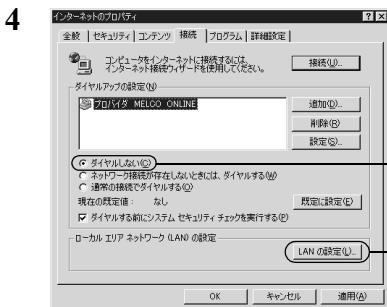 4
インターネットのプロパティ
全般 セキュリティ コンテンツ 接続 プログラム 詳細設定
コンピュータをインターネットに接続するには、
インターネット接続ウィザードを使用してください。
接続(U)...
ダイヤルアップの設定(N)
プロバイダ MELCO ONLINE
追加(D)...
削除(R)
設定(S)...
ダイヤルしない(C)
ネットワーク接続が存在しないときには、ダイヤルする(W)
通常の接続でダイヤルする(O)
現在の既定値： なし
既定に設定(E)
ダイヤルする前にシステム セキュリティ チェックを実行する(P)
ローカル エリア ネットワーク (LAN) の設定
LAN の設定(L)...
OK キャンセル 適用(A)